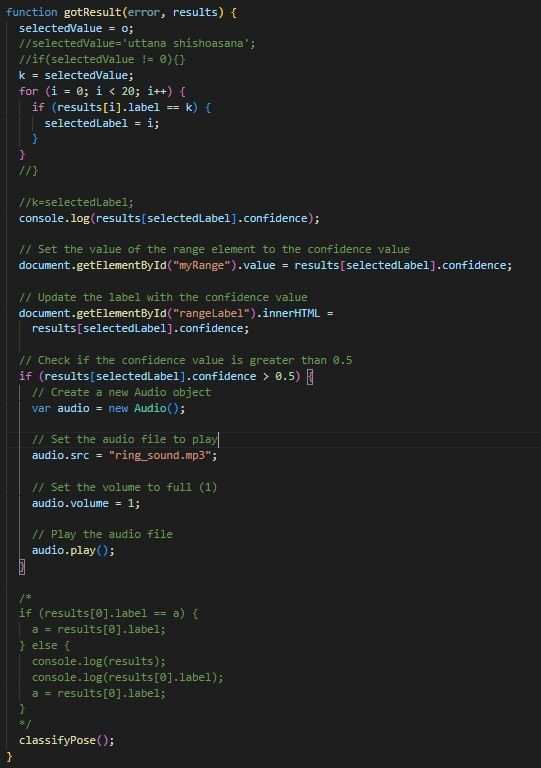 function gotResult(error, results) {
  selectedValue = o;
  //selectedValue='uttana shishoasana';
  //if(selectedValue != 0){}
  k = selectedValue;
  for (i = 0; i < 20; i++) {
    if (results[i].label == k) {
      selectedLabel = i;
    }
  }
  //}

  //k=selectedLabel;
  console.log(results[selectedLabel].confidence);

  // Set the value of the range element to the confidence value
  document.getElementById("myRange").value = results[selectedLabel].confidence;

  // Update the label with the confidence value
  document.getElementById("rangeLabel").innerHTML =
    results[selectedLabel].confidence;

  // Check if the confidence value is greater than 0.5
  if (results[selectedLabel].confidence > 0.5) {
    // Create a new Audio object
    var audio = new Audio();

    // Set the audio file to play
    audio.src = "ring_sound.mp3";

    // Set the volume to full (1)
    audio.volume = 1;

    // Play the audio file
    audio.play();
  }

  /*
  if (results[0].label == a) {
    a = results[0].label;
  } else {
    console.log(results);
    console.log(results[0].label);
    a = results[0].label;
  }
  */
  classifyPose();
}